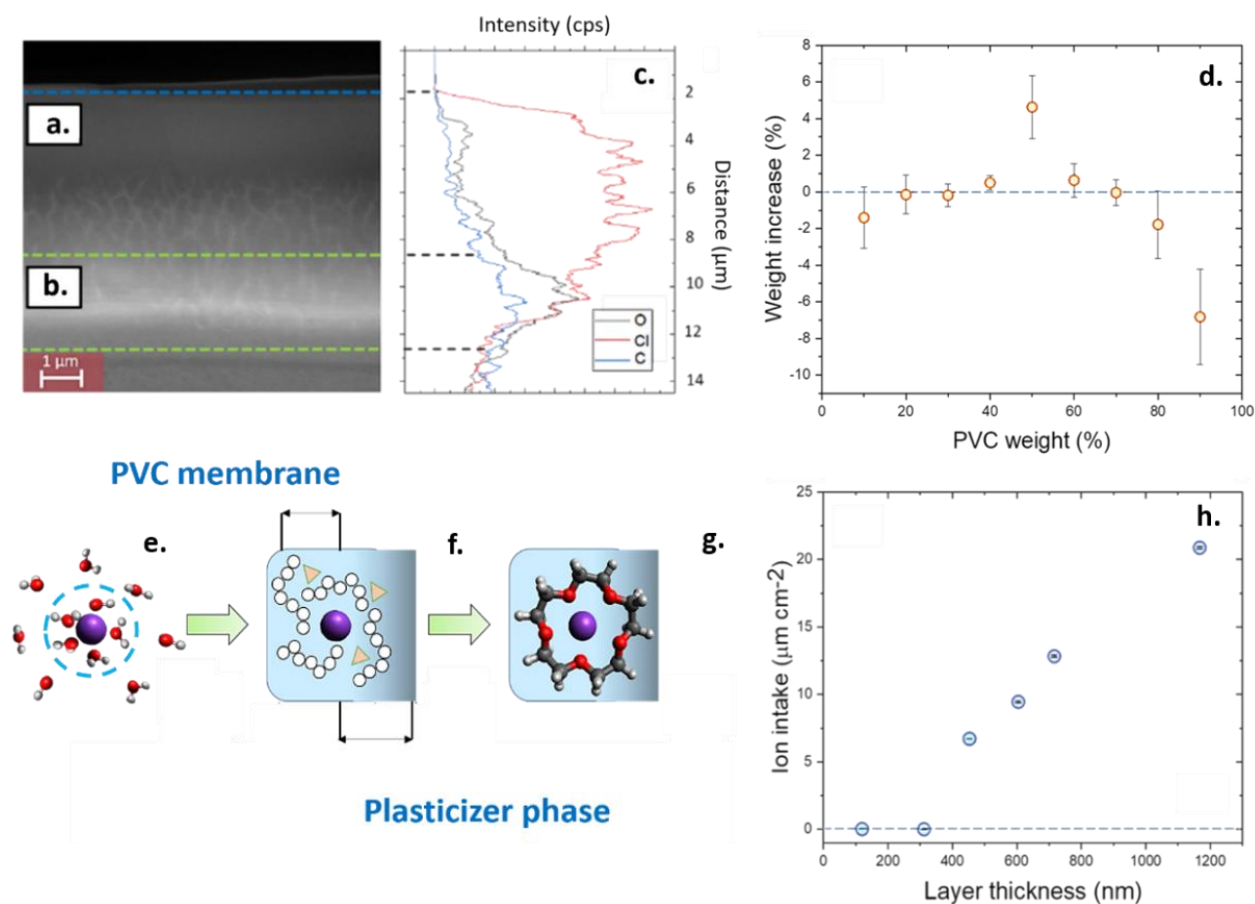 Intensity (cps)
a.
b.
1 µm
c.
2
4
6
8
10
12
14
Distance (µm)
O
Cl
C
d.
8
6
4
2
0
-2
-4
-6
-8
-10
Weight increase (%)
0 20 40 60 80 100
PVC weight (%)
PVC membrane
e.
f.
g.
Plasticizer phase
h.
25
20
15
10
5
0
Ion intake (µm cm-2)
0 200 400 600 800 1000 1200
Layer thickness (nm)